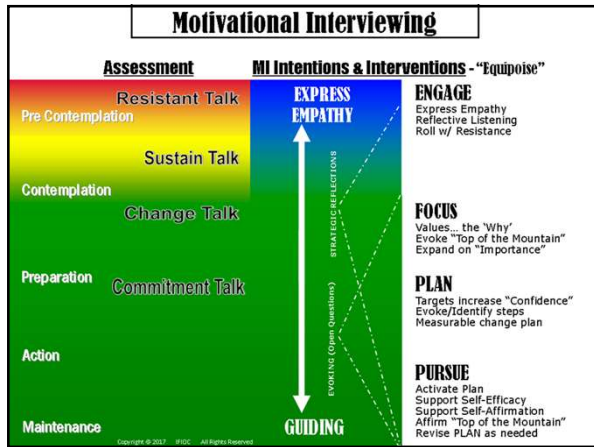 Motivational Interviewing
Assessment
MI Intentions & Interventions - “Equipoise”
Resistant Talk
Pre Contemplation
Sustain Talk
Contemplation
Change Talk
Preparation
Commitment Talk
Action
Maintenance
EXPRESS
EMPATHY
STRATEGIC REFLECTIONS
EVOKING (Open Questions)
GUIDING
ENGAGE
Express Empathy
Reflective Listening
Roll w/ Resistance
FOCUS
Values... the ‘Why’
Evoke “Top of the Mountain”
Expand on “Importance”
PLAN
Targets increase “Confidence”
Evoke/Identify steps
Measurable change plan
PURSUE
Activate Plan
Support Self-Efficacy
Support Self-Affirmation
Affirm “Top of the Mountain”
Revise PLAN as needed
Copyright © 2017 IFIOC All Rights Reserved